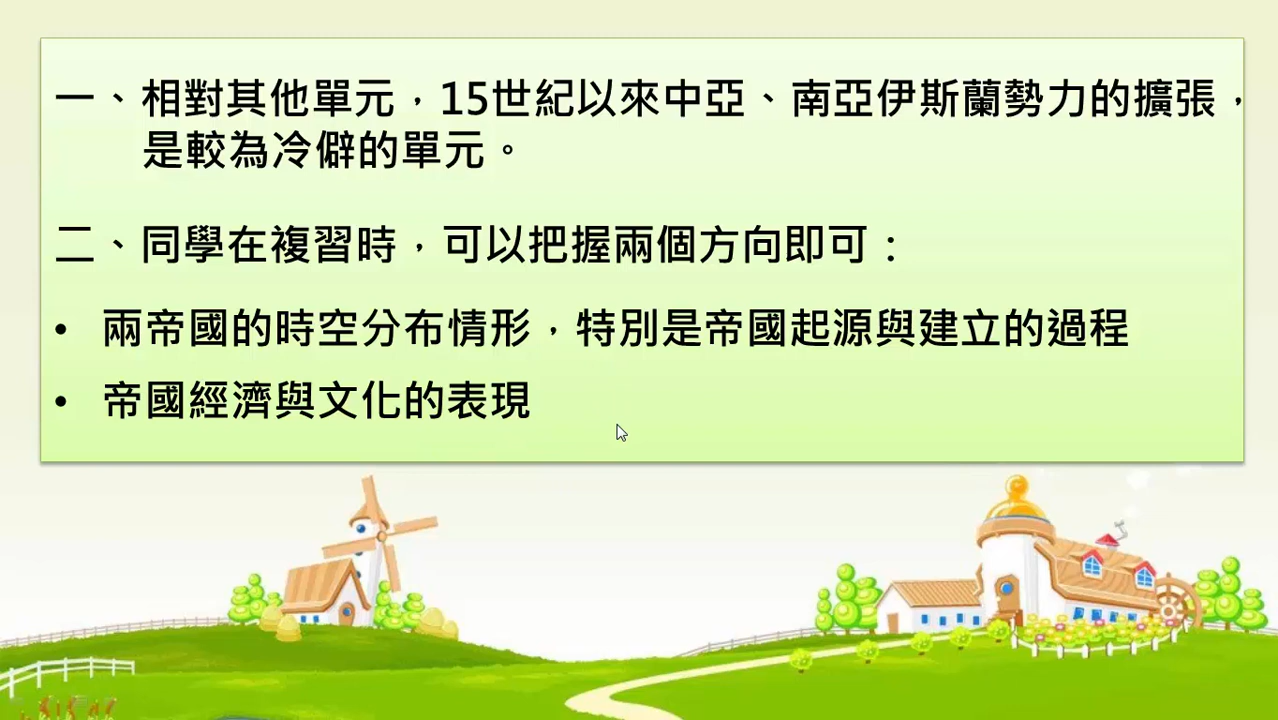 一、相對其他單元，15世紀以來中亞、南亞伊斯蘭勢力的擴張，
是較為冷僻的單元。
二、同學在複習時，可以把握兩個方向即可：
• 兩帝國的時空分布情形，特別是帝國起源與建立的過程
• 帝國經濟與文化的表現